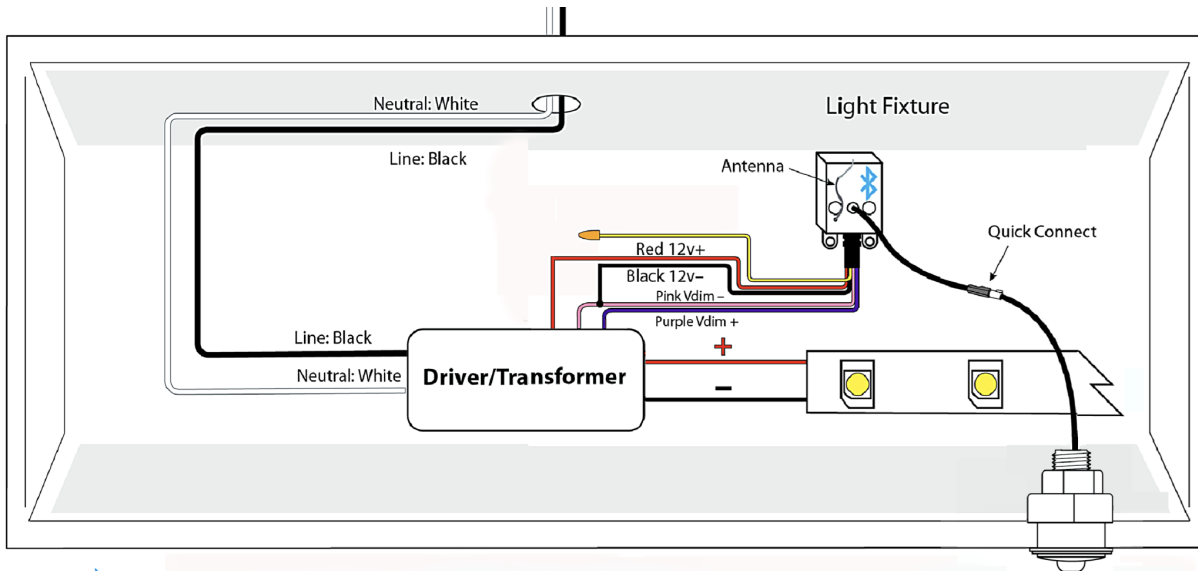 Neutral: White
Light Fixture
Line: Black
Antenna
Quick Connect
Red 12v+
Black 12v–
Pink Vdim –
Purple Vdim +
Line: Black
+
Neutral: White
Driver/Transformer
–